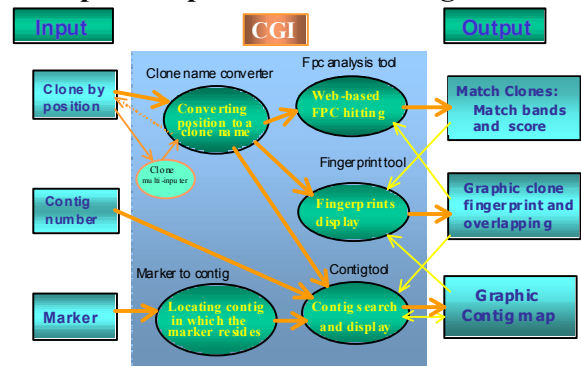 Input
CGI
Output
Clone name converter
Fpc analysis tool
Clone by
position
Converting
position to a
clone name
Web-based
FPC hitting
Match Clones:
Match bands
and score
Clone
multi-inputer
Fingerprint tool
Contig
number
Fingerprints
display
Graphic clone
fingerprint and
overlapping
Marker to contig
Contigtool
Marker
Locating contig
in which the
marker resides
Contig search
and display
Graphic
Contig map